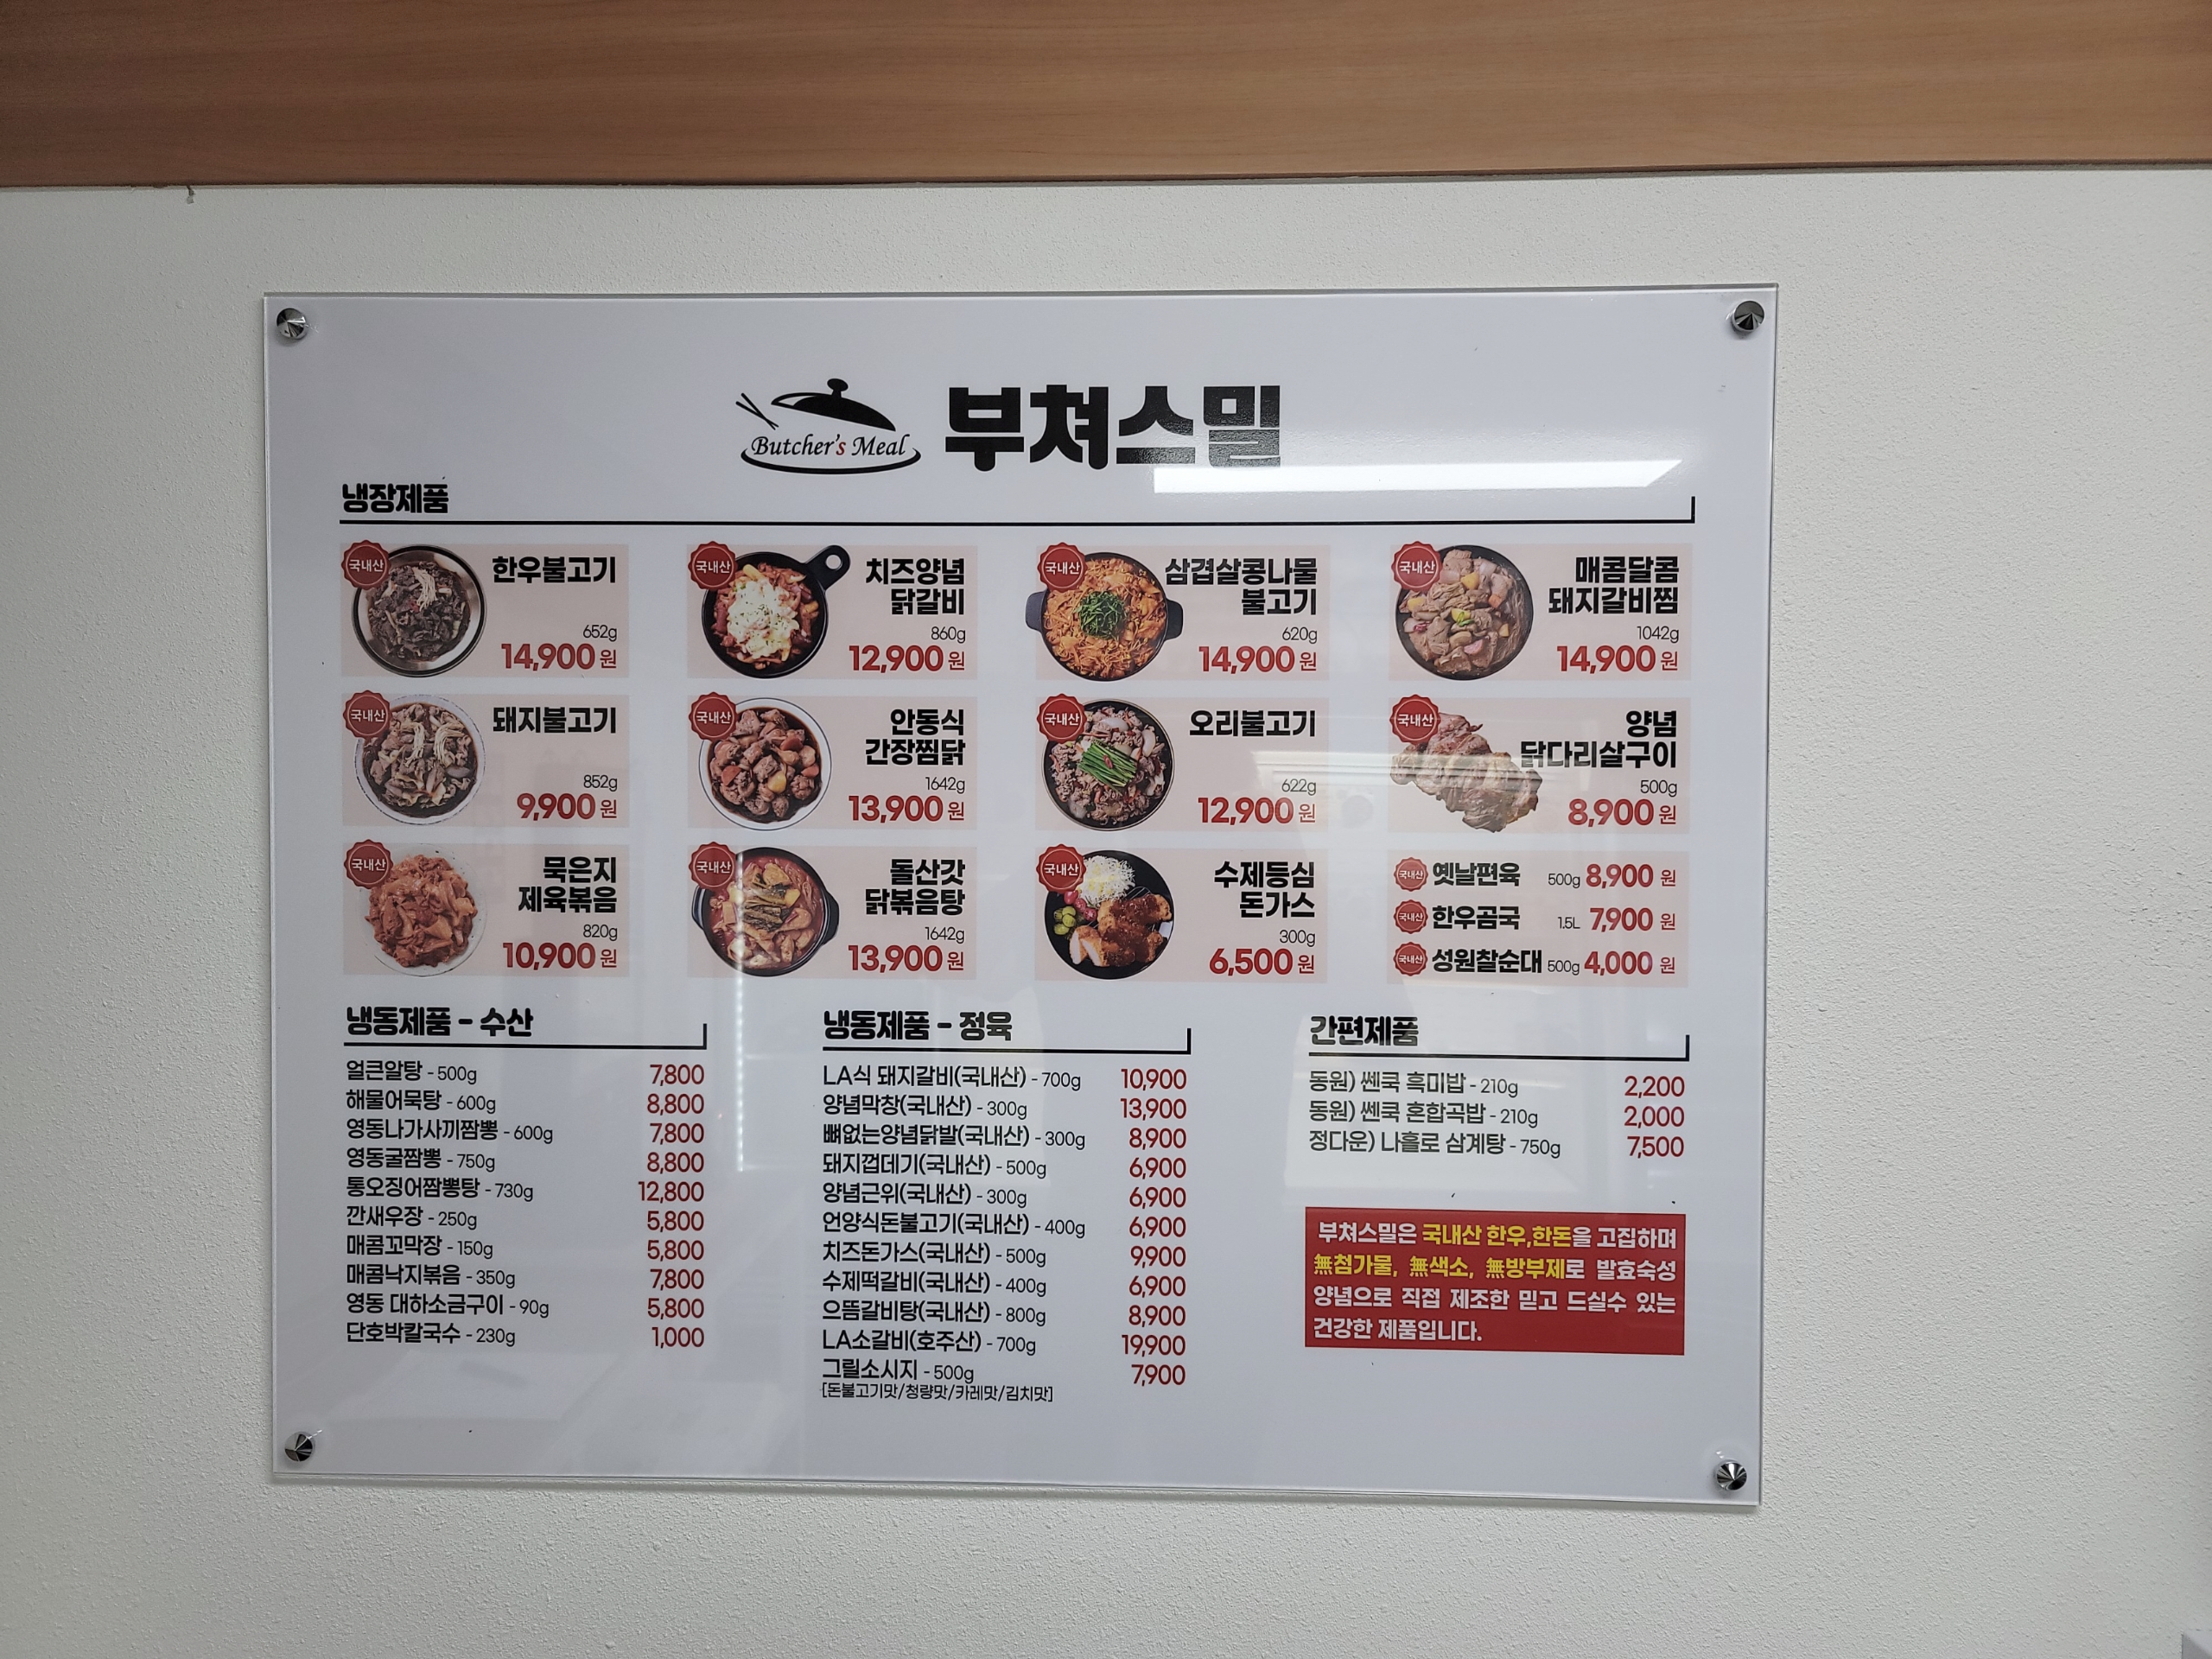 Butcher's Meal 부쳐스밀
냉장제품
국내산 한우불고기
652g
14,900 원
국내산 치즈양념
닭갈비
860g
12,900 원
국내산 삼겹살콩나물
불고기
620g
14,900 원
국내산 매콤달콤
돼지갈비찜
1042g
14,900 원
국내산 돼지불고기
852g
9,900 원
국내산 안동식
간장찜닭
1642g
13,900 원
국내산 오리불고기
622g
12,900 원
국내산 양념
닭다리살구이
500g
8,900 원
국내산 묵은지
제육볶음
820g
10,900 원
국내산 돌산갓
닭볶음탕
1642g
13,900 원
국내산 수제등심
돈가스
300g
6,500 원
국내산 옛날편육 500g 8,900 원
국내산 한우곰국 1.5L 7,900 원
국내산 성원찰순대 500g 4,000 원
냉동제품 - 수산
얼큰알탕 - 500g 7,800
해물어묵탕 - 600g 8,800
영동나가사끼짬뽕 - 600g 7,800
영동굴짬뽕 - 750g 8,800
통오징어짬뽕탕 - 730g 12,800
깐새우장 - 250g 5,800
매콤꼬막장 - 150g 5,800
매콤낙지볶음 - 350g 7,800
영동 대하소금구이 - 90g 5,800
단호박칼국수 - 230g 1,000
냉동제품 - 정육
LA식 돼지갈비(국내산) - 700g 10,900
양념막창(국내산) - 300g 13,900
뼈없는양념닭발(국내산) - 300g 8,900
돼지껍데기(국내산) - 500g 6,900
양념근위(국내산) - 300g 6,900
언양식돈불고기(국내산) - 400g 6,900
치즈돈가스(국내산) - 500g 9,900
수제떡갈비(국내산) - 400g 6,900
으뜸갈비탕(국내산) - 800g 8,900
LA소갈비(호주산) - 700g 19,900
그릴소시지 - 500g 7,900
[돈불고기맛/청량맛/카레맛/김치맛]
간편제품
동원) 쎈쿡 흑미밥 - 210g 2,200
동원) 쎈쿡 혼합곡밥 - 210g 2,000
정다운) 나홀로 삼계탕 - 750g 7,500
부쳐스밀은 국내산 한우,한돈을 고집하며
無첨가물, 無색소, 無방부제로 발효숙성
양념으로 직접 제조한 믿고 드실수 있는
건강한 제품입니다.